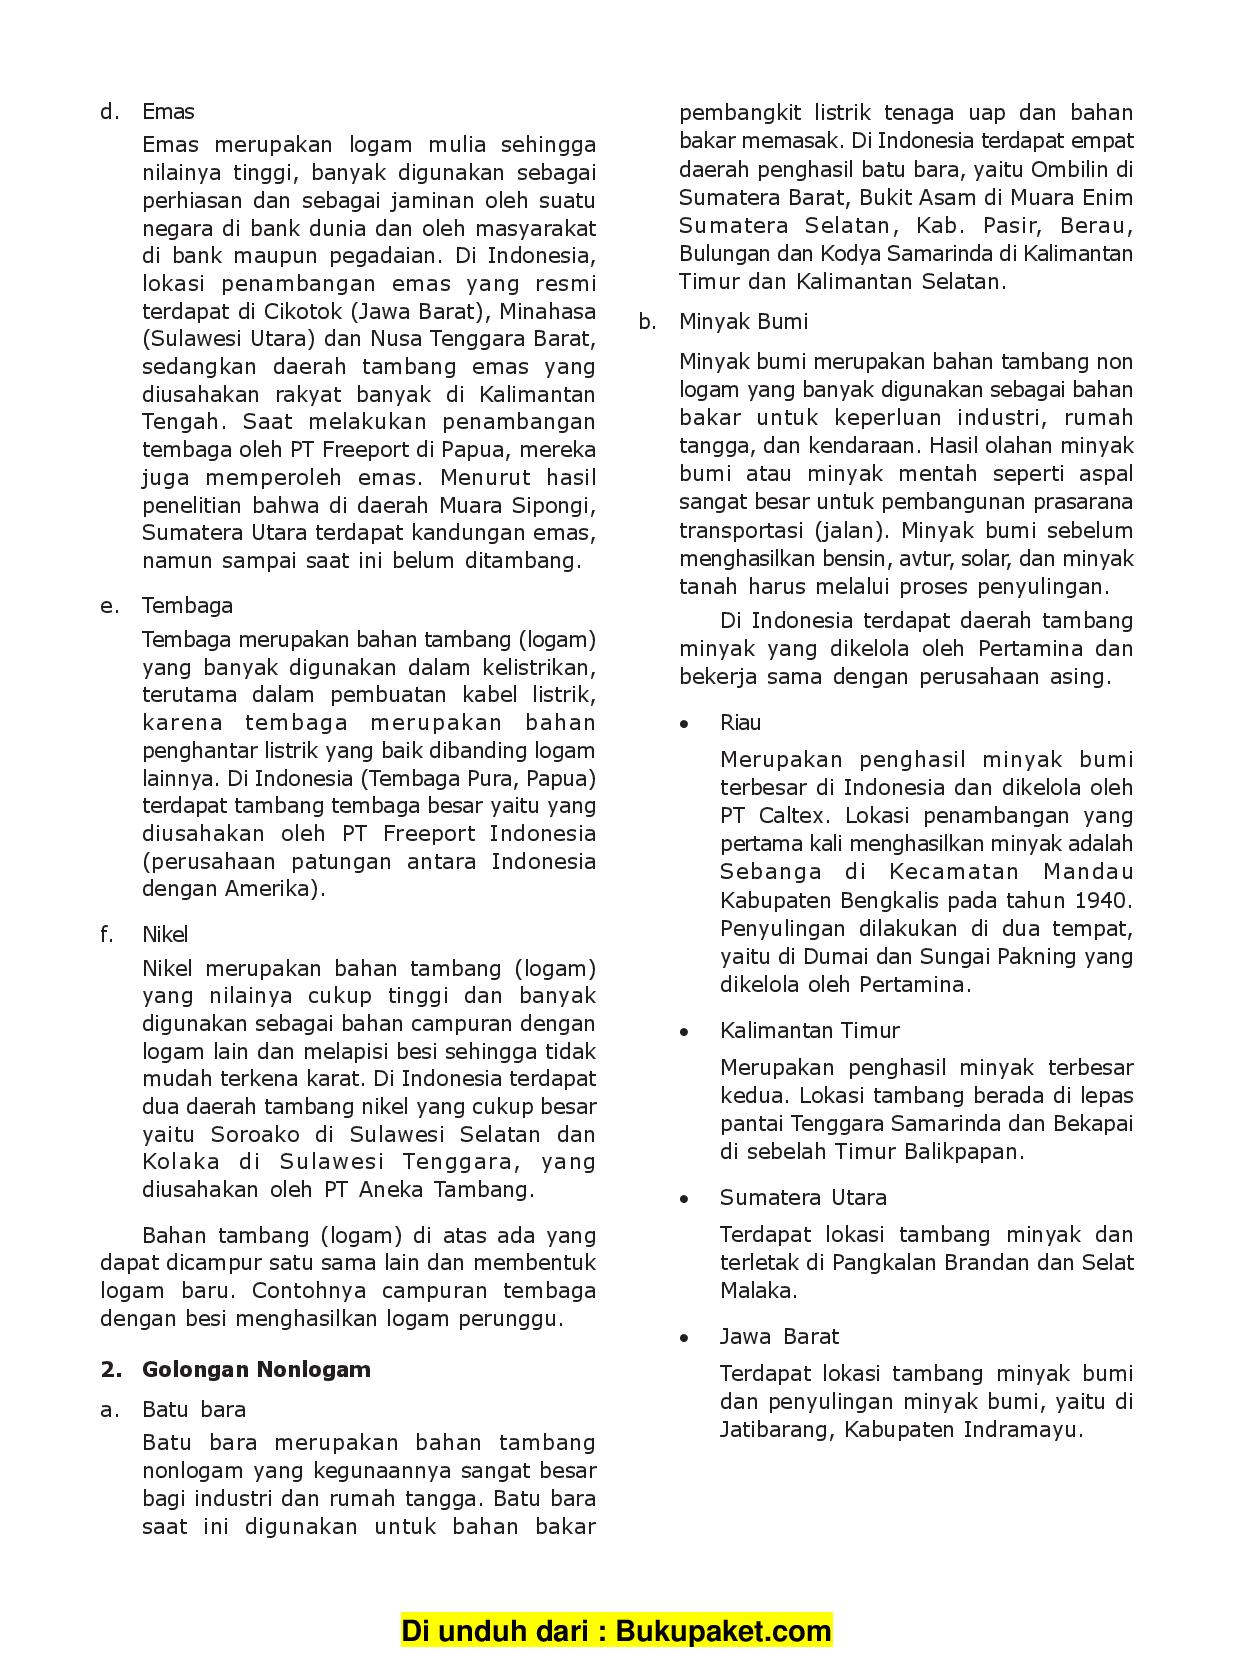 d. Emas
Emas merupakan logam mulia sehingga
nilainya tinggi, banyak digunakan sebagai
perhiasan dan sebagai jaminan oleh suatu
negara di bank dunia dan oleh masyarakat
di bank maupun pegadaian. Di Indonesia,
lokasi penambangan emas yang resmi
terdapat di Cikotok (Jawa Barat), Minahasa
(Sulawesi Utara) dan Nusa Tenggara Barat,
sedangkan daerah tambang emas yang
diusahakan rakyat banyak di Kalimantan
Tengah. Saat melakukan penambangan
tembaga oleh PT Freeport di Papua, mereka
juga memperoleh emas. Menurut hasil
penelitian bahwa di daerah Muara Sipongi,
Sumatera Utara terdapat kandungan emas,
namun sampai saat ini belum ditambang.
e. Tembaga
Tembaga merupakan bahan tambang (logam)
yang banyak digunakan dalam kelistrikan,
terutama dalam pembuatan kabel listrik,
karena tembaga merupakan bahan
penghantar listrik yang baik dibanding logam
lainnya. Di Indonesia (Tembaga Pura, Papua)
terdapat tambang tembaga besar yaitu yang
diusahakan oleh PT Freeport Indonesia
(perusahaan patungan antara Indonesia
dengan Amerika).
f. Nikel
Nikel merupakan bahan tambang (logam)
yang nilainya cukup tinggi dan banyak
digunakan sebagai bahan campuran dengan
logam lain dan melapisi besi sehingga tidak
mudah terkena karat. Di Indonesia terdapat
dua daerah tambang nikel yang cukup besar
yaitu Soroako di Sulawesi Selatan dan
Kolaka di Sulawesi Tenggara, yang
diusahakan oleh PT Aneka Tambang.
Bahan tambang (logam) di atas ada yang
dapat dicampur satu sama lain dan membentuk
logam baru. Contohnya campuran tembaga
dengan besi menghasilkan logam perunggu.
2. Golongan Nonlogam
a. Batu bara
Batu bara merupakan bahan tambang
nonlogam yang kegunaannya sangat besar
bagi industri dan rumah tangga. Batu bara
saat ini digunakan untuk bahan bakar
pembangkit listrik tenaga uap dan bahan
bakar memasak. Di Indonesia terdapat empat
daerah penghasil batu bara, yaitu Ombilin di
Sumatera Barat, Bukit Asam di Muara Enim
Sumatera Selatan, Kab. Pasir, Berau,
Bulungan dan Kodya Samarinda di Kalimantan
Timur dan Kalimantan Selatan.
b. Minyak Bumi
Minyak bumi merupakan bahan tambang non
logam yang banyak digunakan sebagai bahan
bakar untuk keperluan industri, rumah
tangga, dan kendaraan. Hasil olahan minyak
bumi atau minyak mentah seperti aspal
sangat besar untuk pembangunan prasarana
transportasi (jalan). Minyak bumi sebelum
menghasilkan bensin, avtur, solar, dan minyak
tanah harus melalui proses penyulingan.
Di Indonesia terdapat daerah tambang
minyak yang dikelola oleh Pertamina dan
bekerja sama dengan perusahaan asing.
• Riau
Merupakan penghasil minyak bumi
terbesar di Indonesia dan dikelola oleh
PT Caltex. Lokasi penambangan yang
pertama kali menghasilkan minyak adalah
Sebanga di Kecamatan Mandau
Kabupaten Bengkalis pada tahun 1940.
Penyulingan dilakukan di dua tempat,
yaitu di Dumai dan Sungai Pakning yang
dikelola oleh Pertamina.
• Kalimantan Timur
Merupakan penghasil minyak terbesar
kedua. Lokasi tambang berada di lepas
pantai Tenggara Samarinda dan Bekapai
di sebelah Timur Balikpapan.
• Sumatera Utara
Terdapat lokasi tambang minyak dan
terletak di Pangkalan Brandan dan Selat
Malaka.
• Jawa Barat
Terdapat lokasi tambang minyak bumi
dan penyulingan minyak bumi, yaitu di
Jatibarang, Kabupaten Indramayu.
Di unduh dari : Bukupaket.com